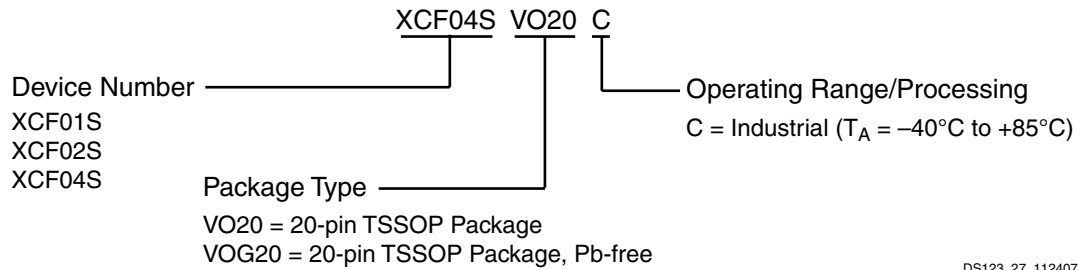 XCF04S VO20 C
Device Number
XCF01S
XCF02S
XCF04S
Package Type
VO20 = 20-pin TSSOP Package
VOG20 = 20-pin TSSOP Package, Pb-free
Operating Range/Processing
C = Industrial (TA = –40°C to +85°C)
DS123_27_112407